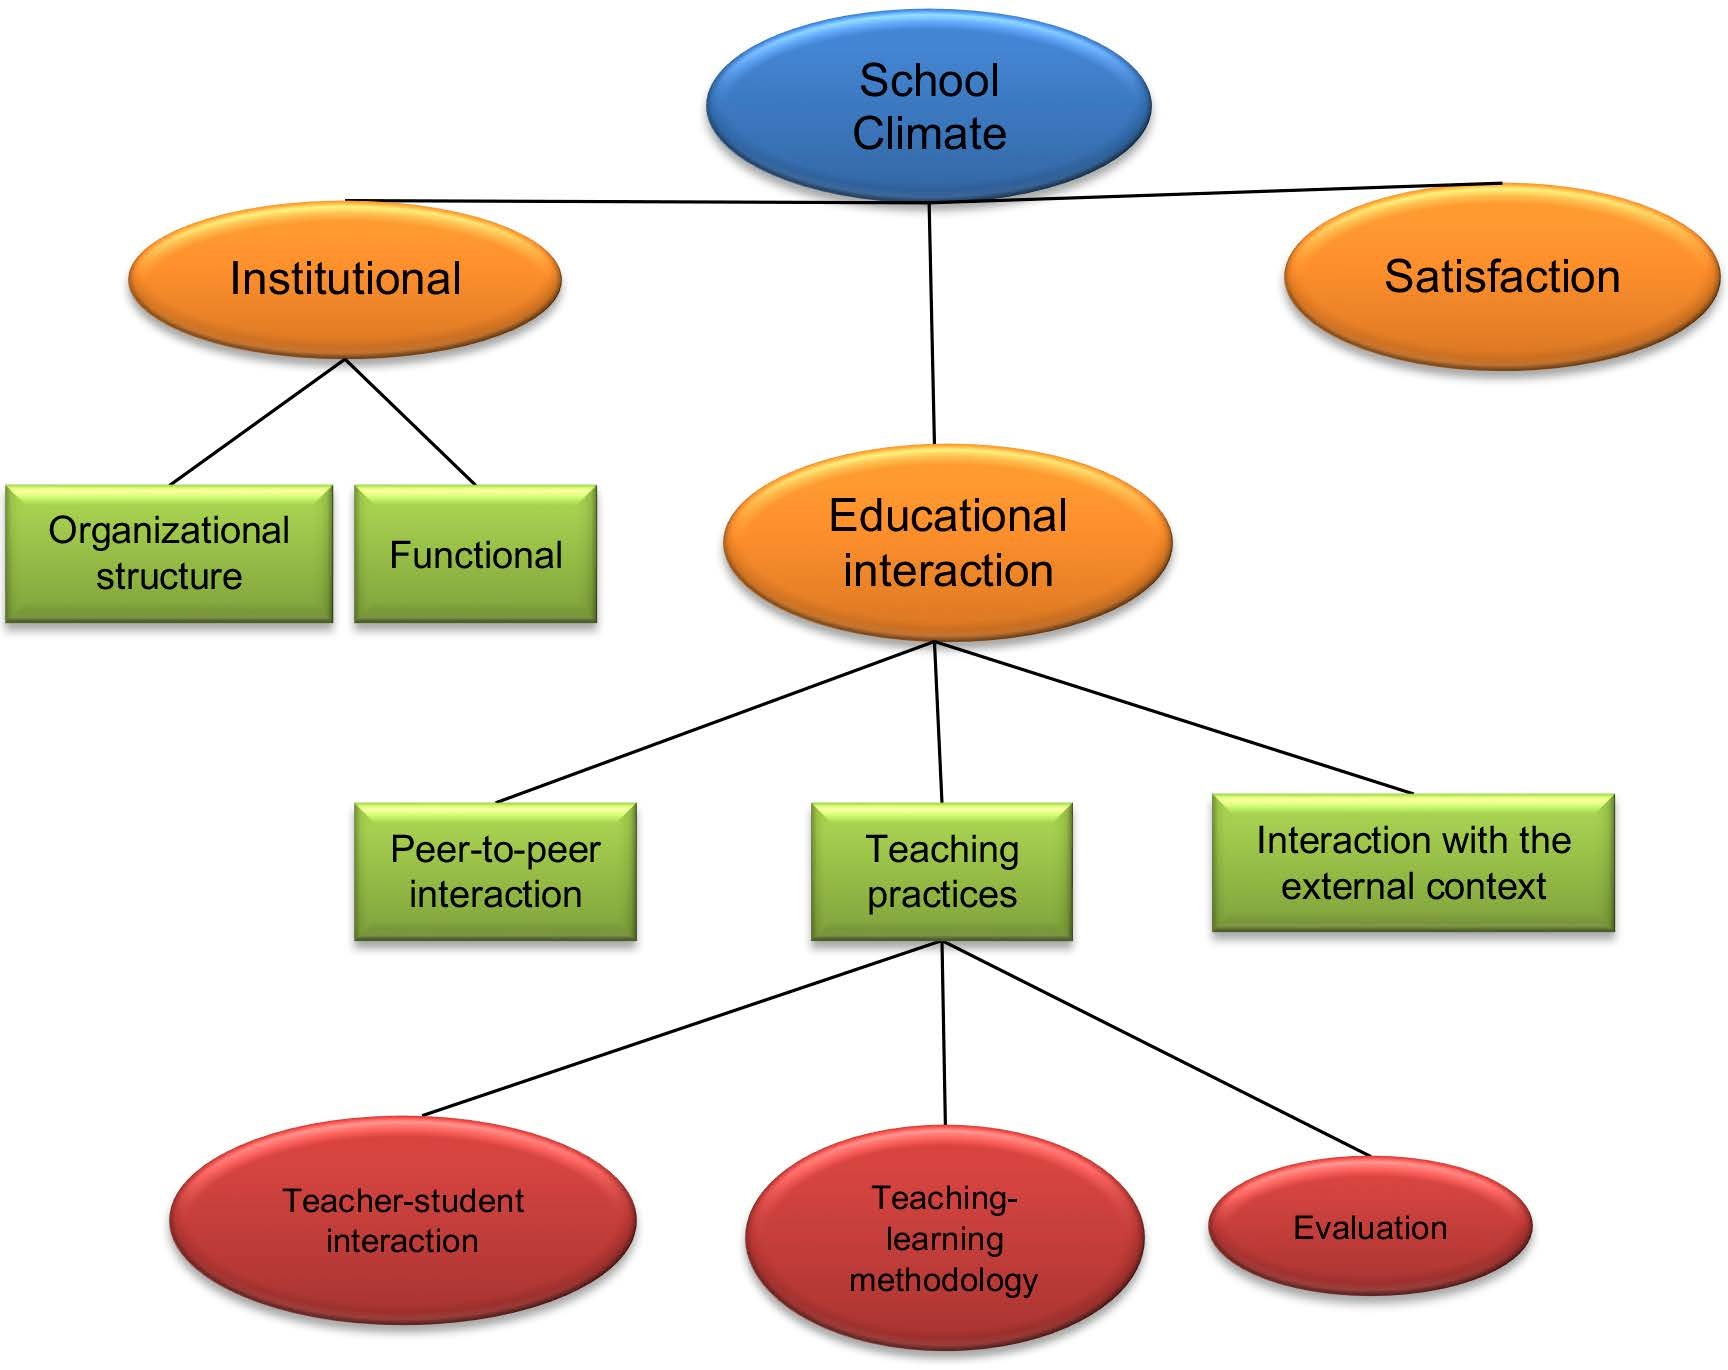 School
Climate
Institutional
Satisfaction
Educational
interaction
Organizational
structure
Functional
Peer-to-peer
interaction
Teaching
practices
Interaction with the
external context
Teacher-student
interaction
Teaching-
learning
methodology
Evaluation